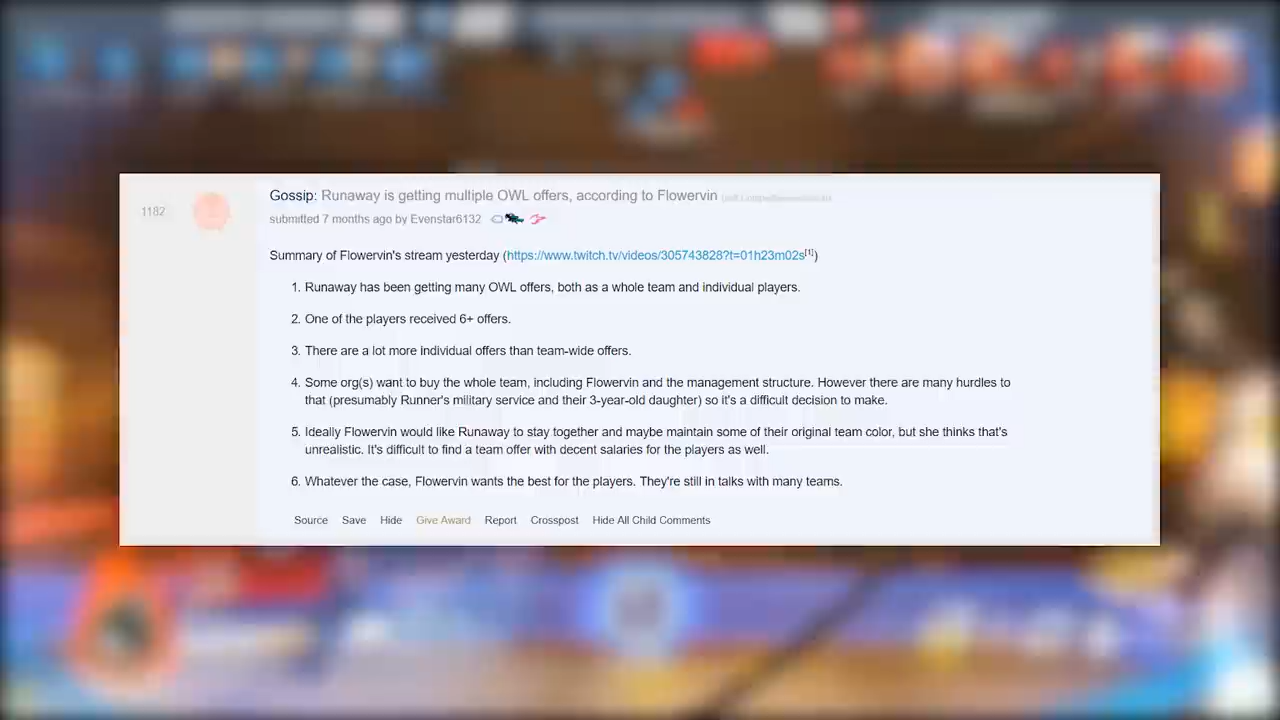 Gossip: Runaway is getting multiple OWL offers, according to Flowervin
1182
submitted 7 months ago by Evenstar6132
Summary of Flowervin's stream yesterday (https://www.twitch.tv/videos/305743828?t=01h23m02s[1])
1. Runaway has been getting many OWL offers, both as a whole team and individual players.
2. One of the players received 6+ offers.
3. There are a lot more individual offers than team-wide offers.
4. Some org(s) want to buy the whole team, including Flowervin and the management structure. However there are many hurdles to
that (presumably Runner's military service and their 3-year-old daughter) so it's a difficult decision to make.
5. Ideally Flowervin would like Runaway to stay together and maybe maintain some of their original team color, but she thinks that's
unrealistic. It's difficult to find a team offer with decent salaries for the players as well.
6. Whatever the case, Flowervin wants the best for the players. They're still in talks with many teams.
Source Save Hide Give Award Report Crosspost Hide All Child Comments